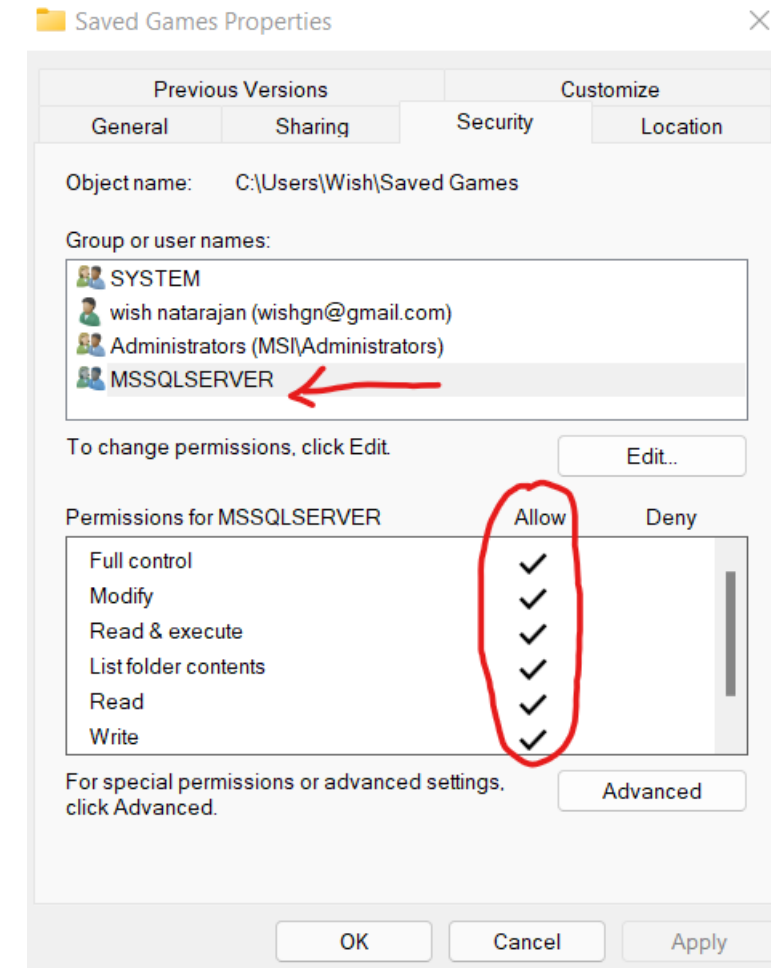 Saved Games Properties
Previous Versions Customize
General Sharing Security Location
Object name: C:\Users\Wish\Saved Games
Group or user names:
SYSTEM
wish natarajan (wishgn@gmail.com)
Administrators (MSI\Administrators)
MSSQLSERVER
To change permissions, click Edit.
Edit...
Permissions for MSSQLSERVER Allow Deny
Full control
Modify
Read & execute
List folder contents
Read
Write
For special permissions or advanced settings,
click Advanced.
Advanced
OK Cancel Apply